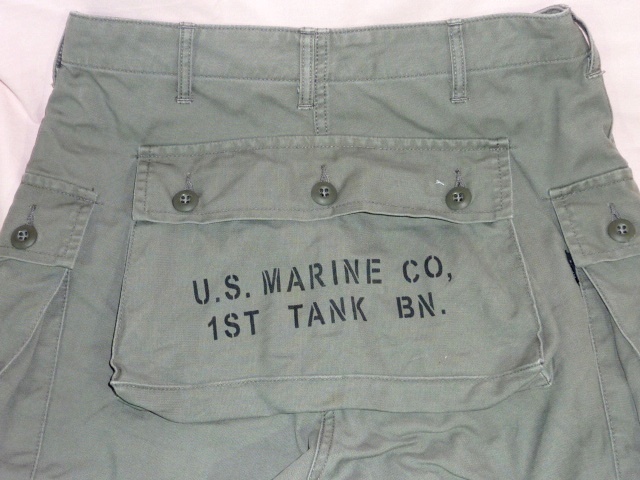 U.S. MARINE CO,
1ST TANK BN.